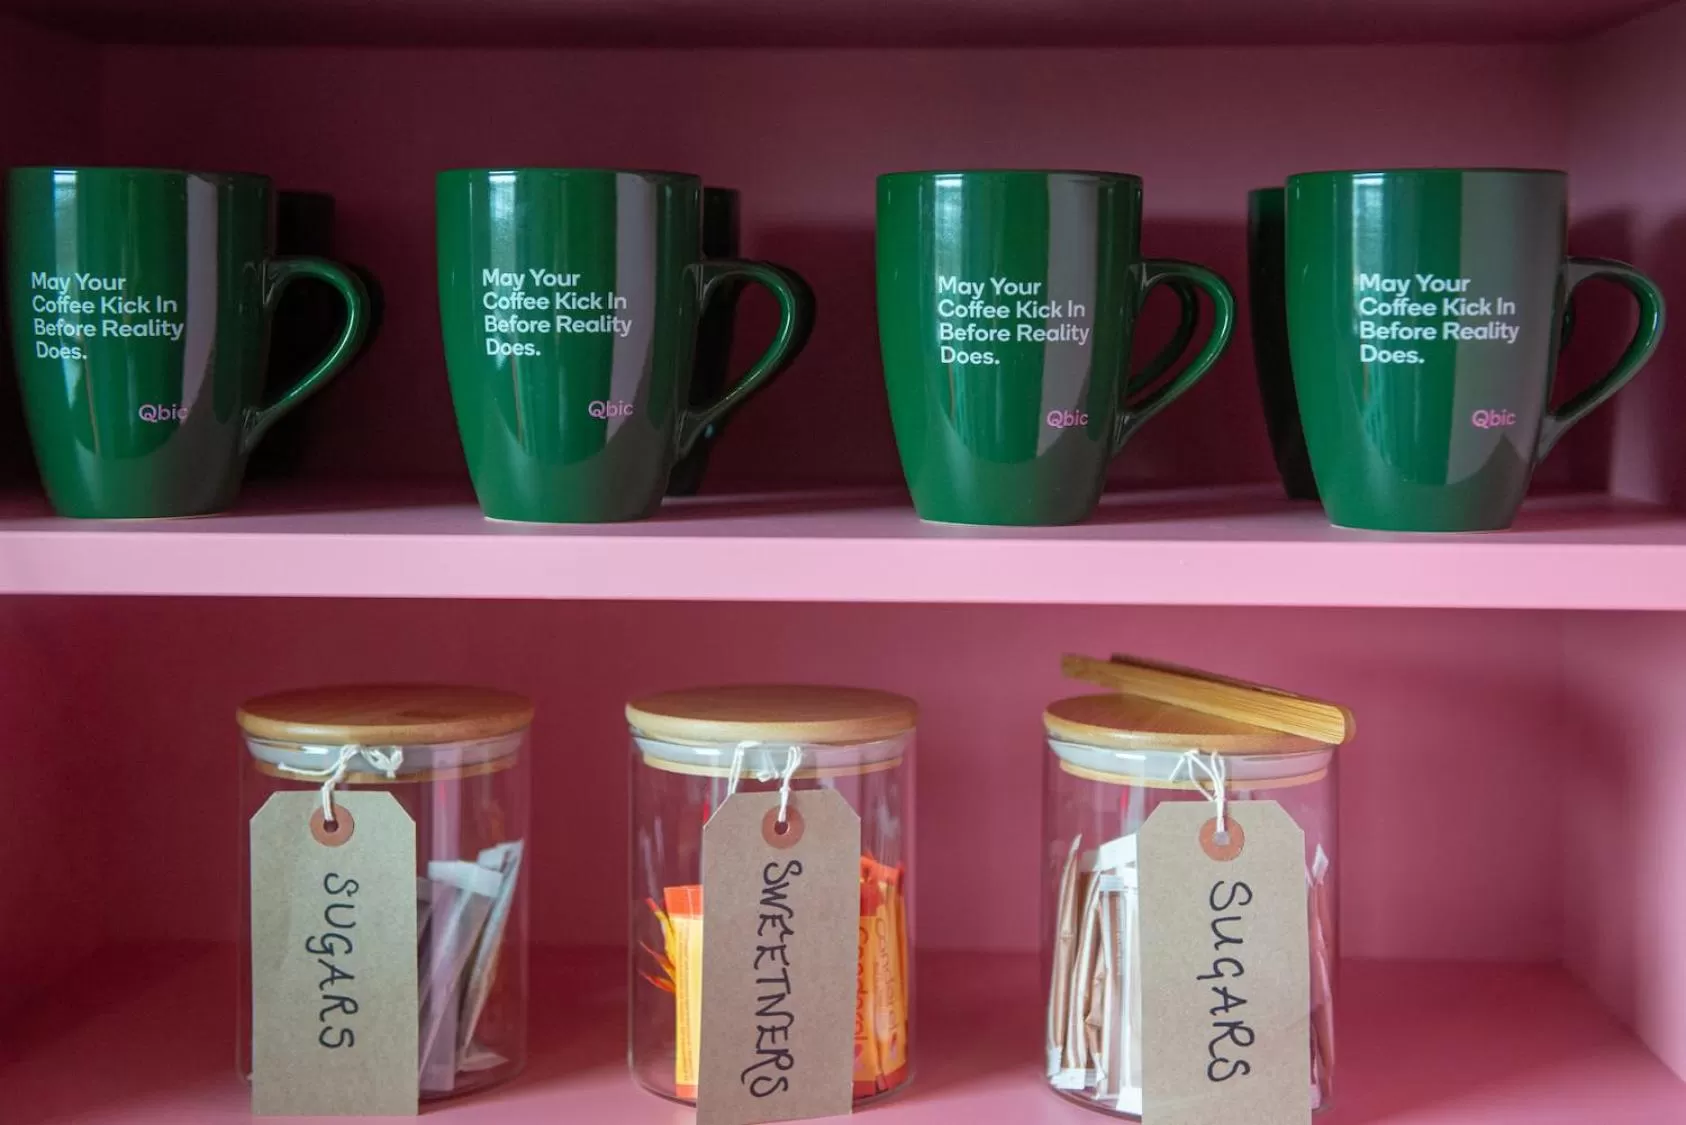 May Your
Coffee Kick In
Before Reality
Does.
Qbic
May Your
Coffee Kick In
Before Reality
Does.
Qbic
May Your
Coffee Kick In
Before Reality
Does.
Qbic
May Your
Coffee Kick In
Before Reality
Does.
Qbic
SUGARS
SWEETNERS
SUGARS